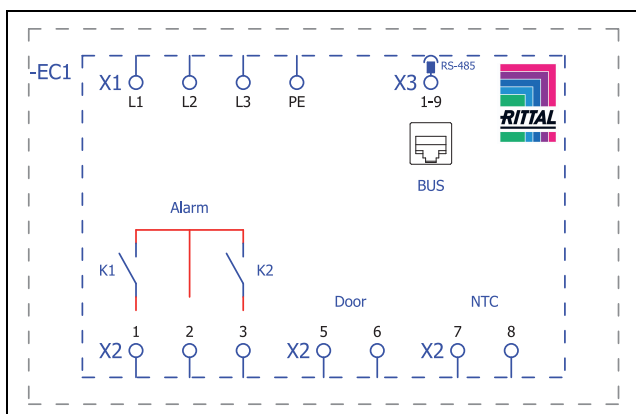 -EC1
X1
L1 L2 L3 PE
X3
RS-485
1-9
RITTAL
BUS
Alarm
K1 K2
Door NTC
X2 1 2 3
X2 5 6
X2 7 8